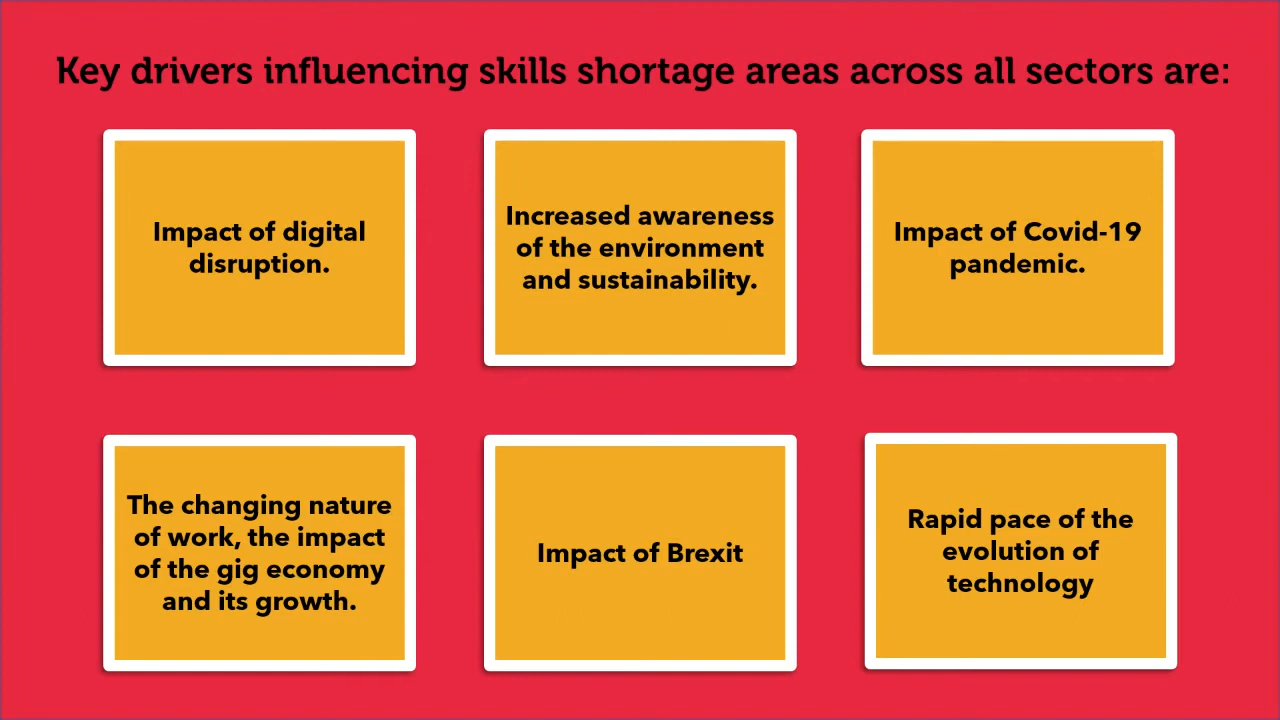 Key drivers influencing skills shortage areas across all sectors are:
Impact of digital
disruption.
Increased awareness
of the environment
and sustainability.
Impact of Covid-19
pandemic.
The changing nature
of work, the impact
of the gig economy
and its growth.
Impact of Brexit
Rapid pace of the
evolution of
technology